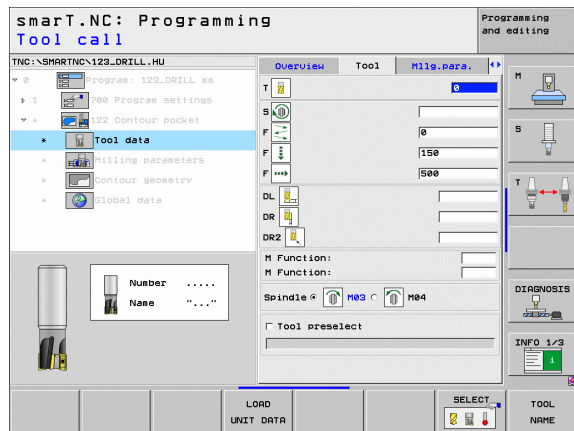 smarT.NC: Programming
Tool call
Programming
and editing
TNC:\SMARTNC\123_DRILL.HU
0 Program: 123_DRILL mm
1 700 Program settings
* 122 Contour pocket
* Tool data
* Milling parameters
* Contour geometry
* Global data
Number .....
Name "..."
Overview Tool Mllg.para.
T 0
S
F 0
F 150
F 500
DL
DR
DR2
M Function:
M Function:
Spindle M03 M04
Tool preselect
M
S
T
DIAGNOSIS
INFO 1/3
LOAD
UNIT DATA
SELECT
TOOL
NAME